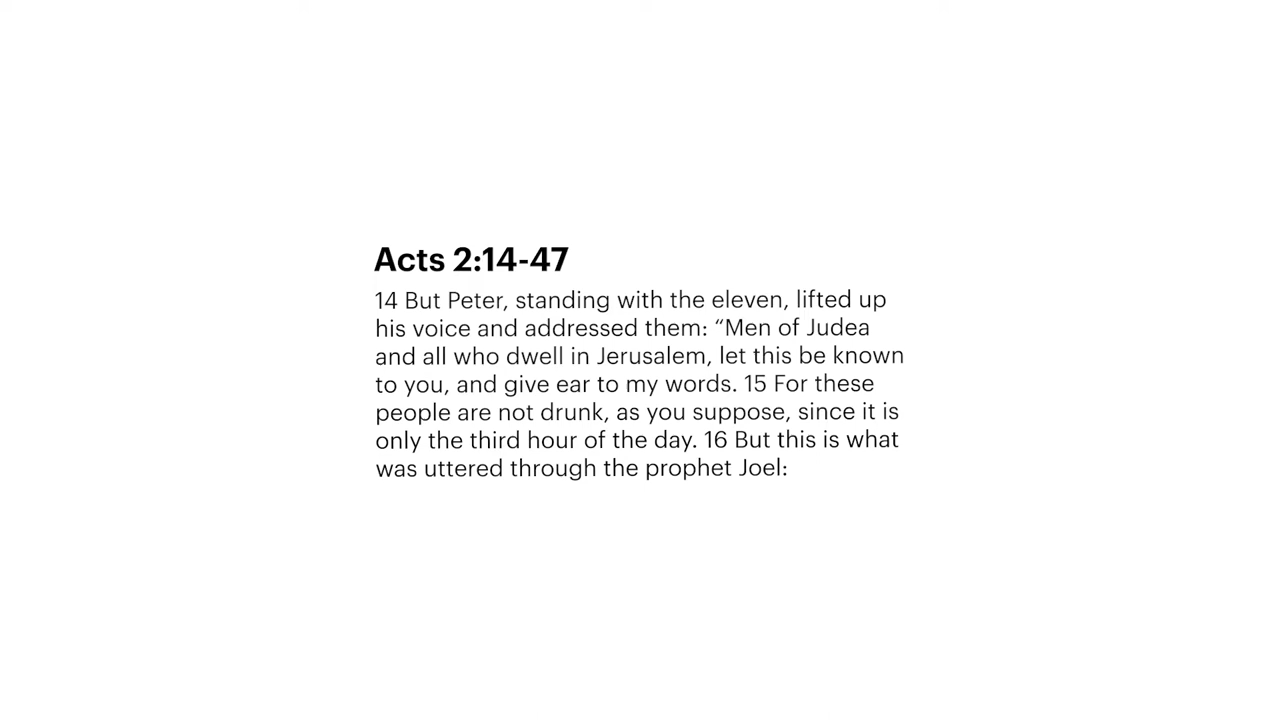 Acts 2:14-47
14 But Peter, standing with the eleven, lifted up
his voice and addressed them: “Men of Judea
and all who dwell in Jerusalem, let this be known
to you, and give ear to my words. 15 For these
people are not drunk, as you suppose, since it is
only the third hour of the day. 16 But this is what
was uttered through the prophet Joel: